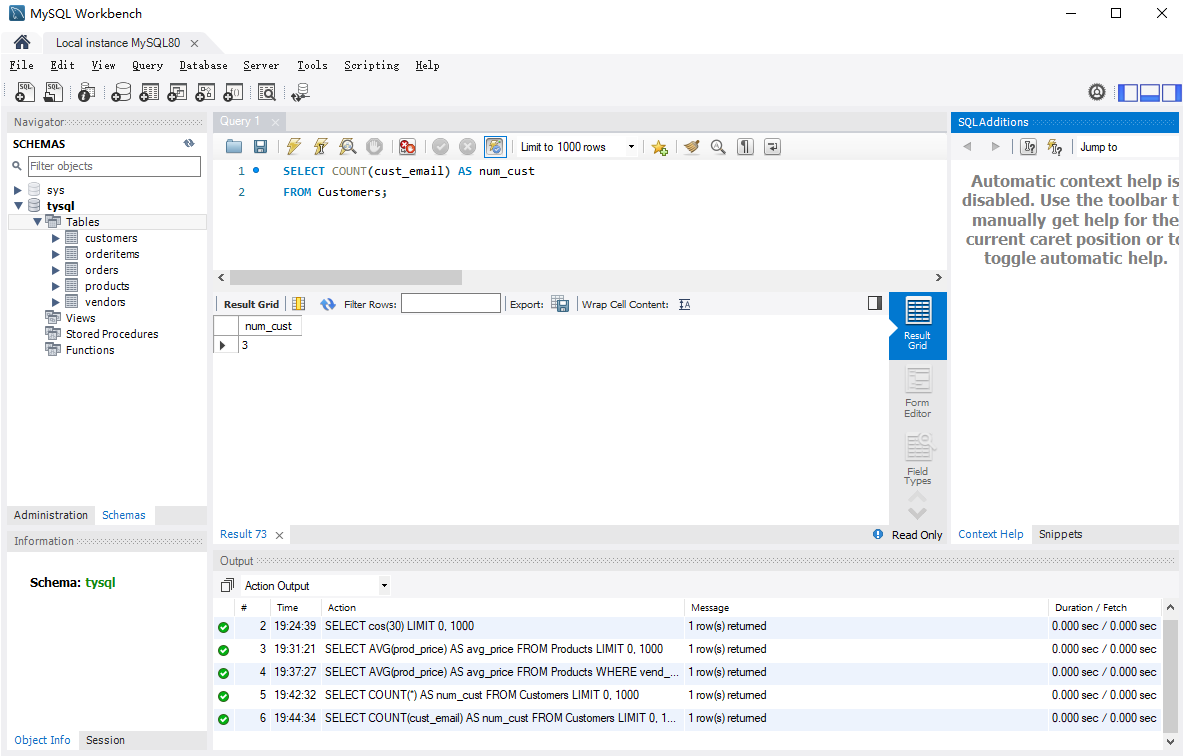 MySQL Workbench
Local instance MySQL80
File Edit View Query Database Server Tools Scripting Help
Navigator
SCHEMAS
Filter objects
sys
tysql
Tables
customers
orderitems
orders
products
vendors
Views
Stored Procedures
Functions
Administration Schemas
Information
Schema: tysql
Object Info Session
Query 1
Limit to 1000 rows
1 SELECT COUNT(cust_email) AS num_cust
2 FROM Customers;
Result Grid Filter Rows: Export: Wrap Cell Content:
num_cust
3
Result
Grid
Form
Editor
Field
Types
Result 73
Read Only
SQLAdditions
Jump to
Automatic context help is
disabled. Use the toolbar t
manually get help for the
current caret position or to
toggle automatic help.
Context Help Snippets
Output
Action Output
# Time Action Message Duration / Fetch
2 19:24:39 SELECT cos(30) LIMIT 0, 1000 1 row(s) returned 0.000 sec / 0.000 sec
3 19:31:21 SELECT AVG(prod_price) AS avg_price FROM Products LIMIT 0, 1000 1 row(s) returned 0.000 sec / 0.000 sec
4 19:37:27 SELECT AVG(prod_price) AS avg_price FROM Products WHERE vend_... 1 row(s) returned 0.000 sec / 0.000 sec
5 19:42:32 SELECT COUNT(*) AS num_cust FROM Customers LIMIT 0, 1000 1 row(s) returned 0.000 sec / 0.000 sec
6 19:44:34 SELECT COUNT(cust_email) AS num_cust FROM Customers LIMIT 0, 1... 1 row(s) returned 0.000 sec / 0.000 sec